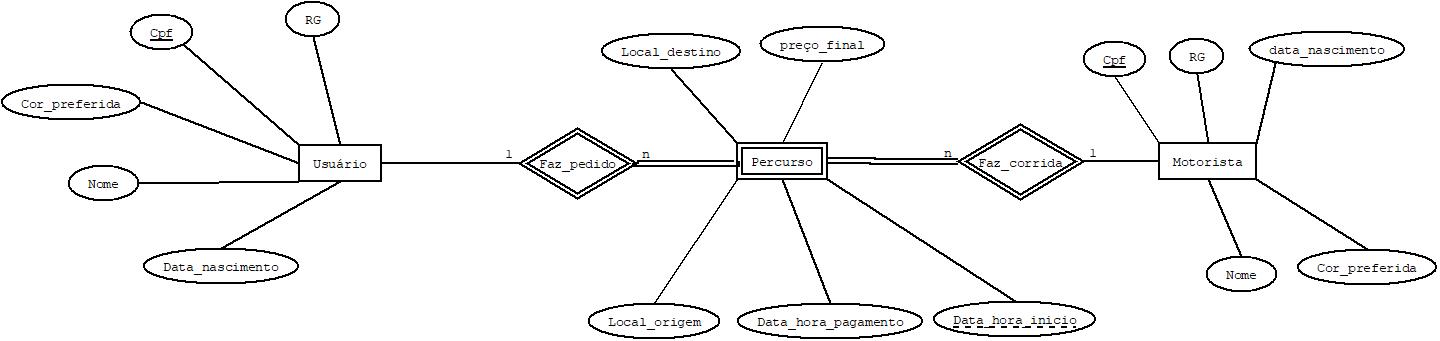 RG
Cpf
Local_destino
preço_final
data_nascimento
Cpf
RG
Cor_preferida
Usuário
1
Faz_pedido
n
Percurso
n
Faz_corrida
1
Motorista
Nome
Data_nascimento
Nome
Cor_preferida
Local_origem
Data_hora_pagamento
Data_hora_inicio